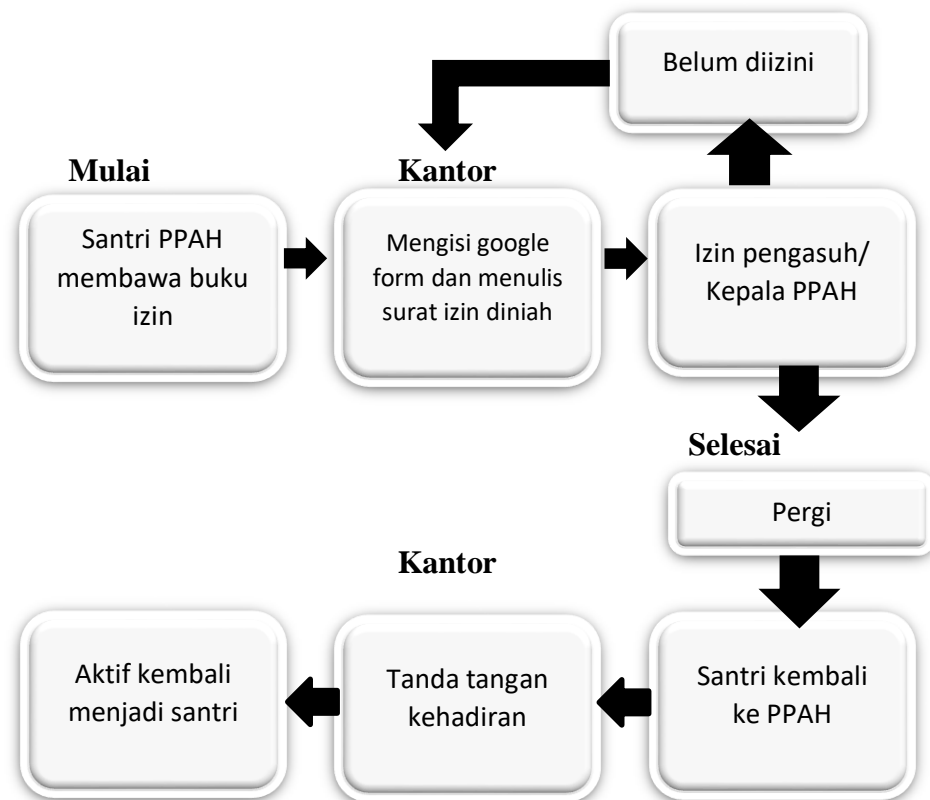 Belum diizini
Mulai
Kantor
Santri PPAH
membawa buku
izin
Mengisi google
form dan menulis
surat izin diniah
Izin pengasuh/
Kepala PPAH
Selesai
Pergi
Kantor
Aktif kembali
menjadi santri
Tanda tangan
kehadiran
Santri kembali
ke PPAH